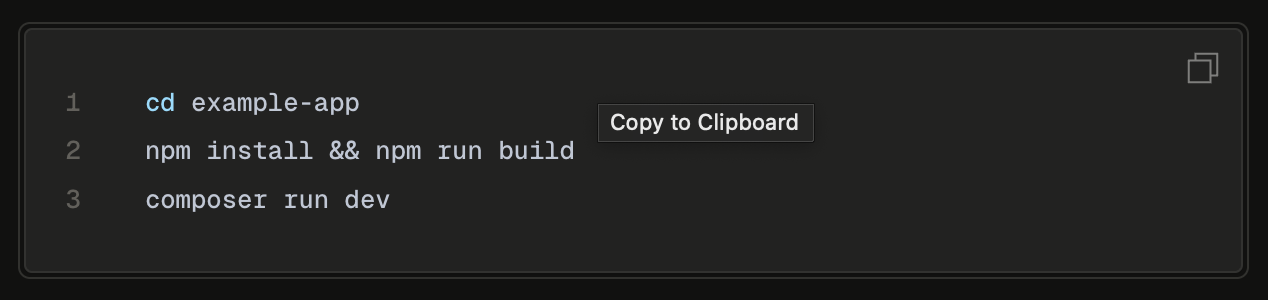 1 cd example-app
Copy to Clipboard
2 npm install && npm run build
3 composer run dev